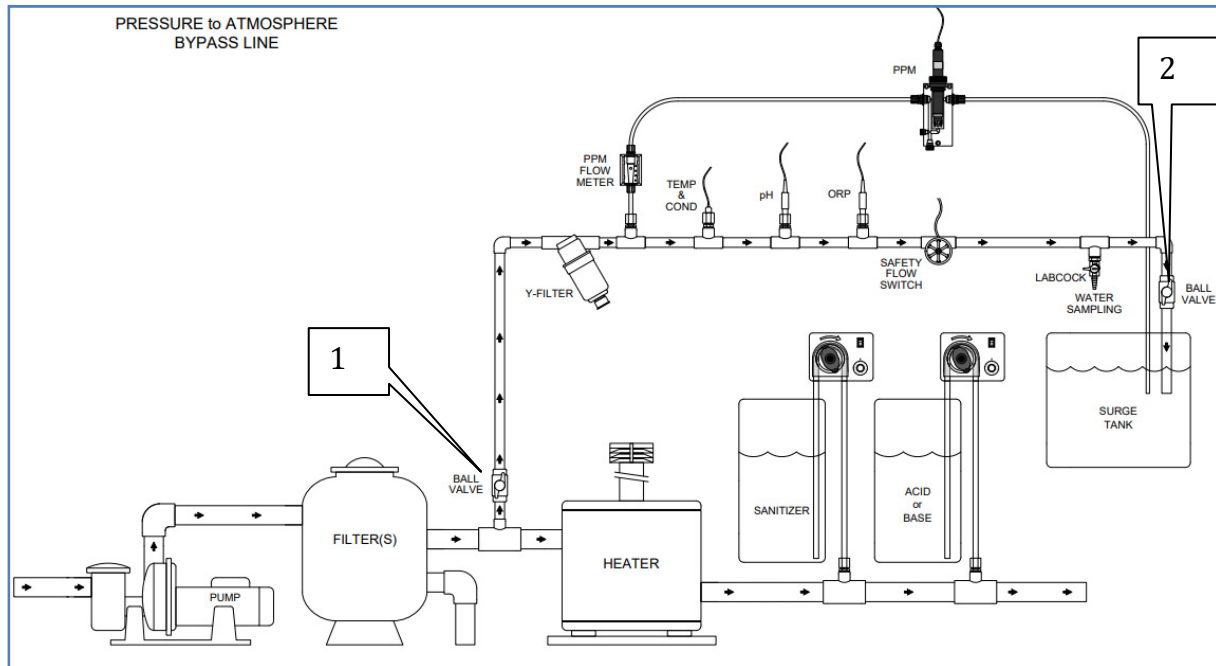 PRESSURE to ATMOSPHERE
BYPASS LINE
2
PPM
PPM
FLOW
METER
TEMP
&
COND
pH
ORP
Y-FILTER
SAFETY
FLOW
SWITCH
LABCOCK
WATER
SAMPLING
BALL
VALVE
1
SURGE
TANK
BALL
VALVE
SANITIZER
ACID
or
BASE
FILTER(S)
HEATER
PUMP